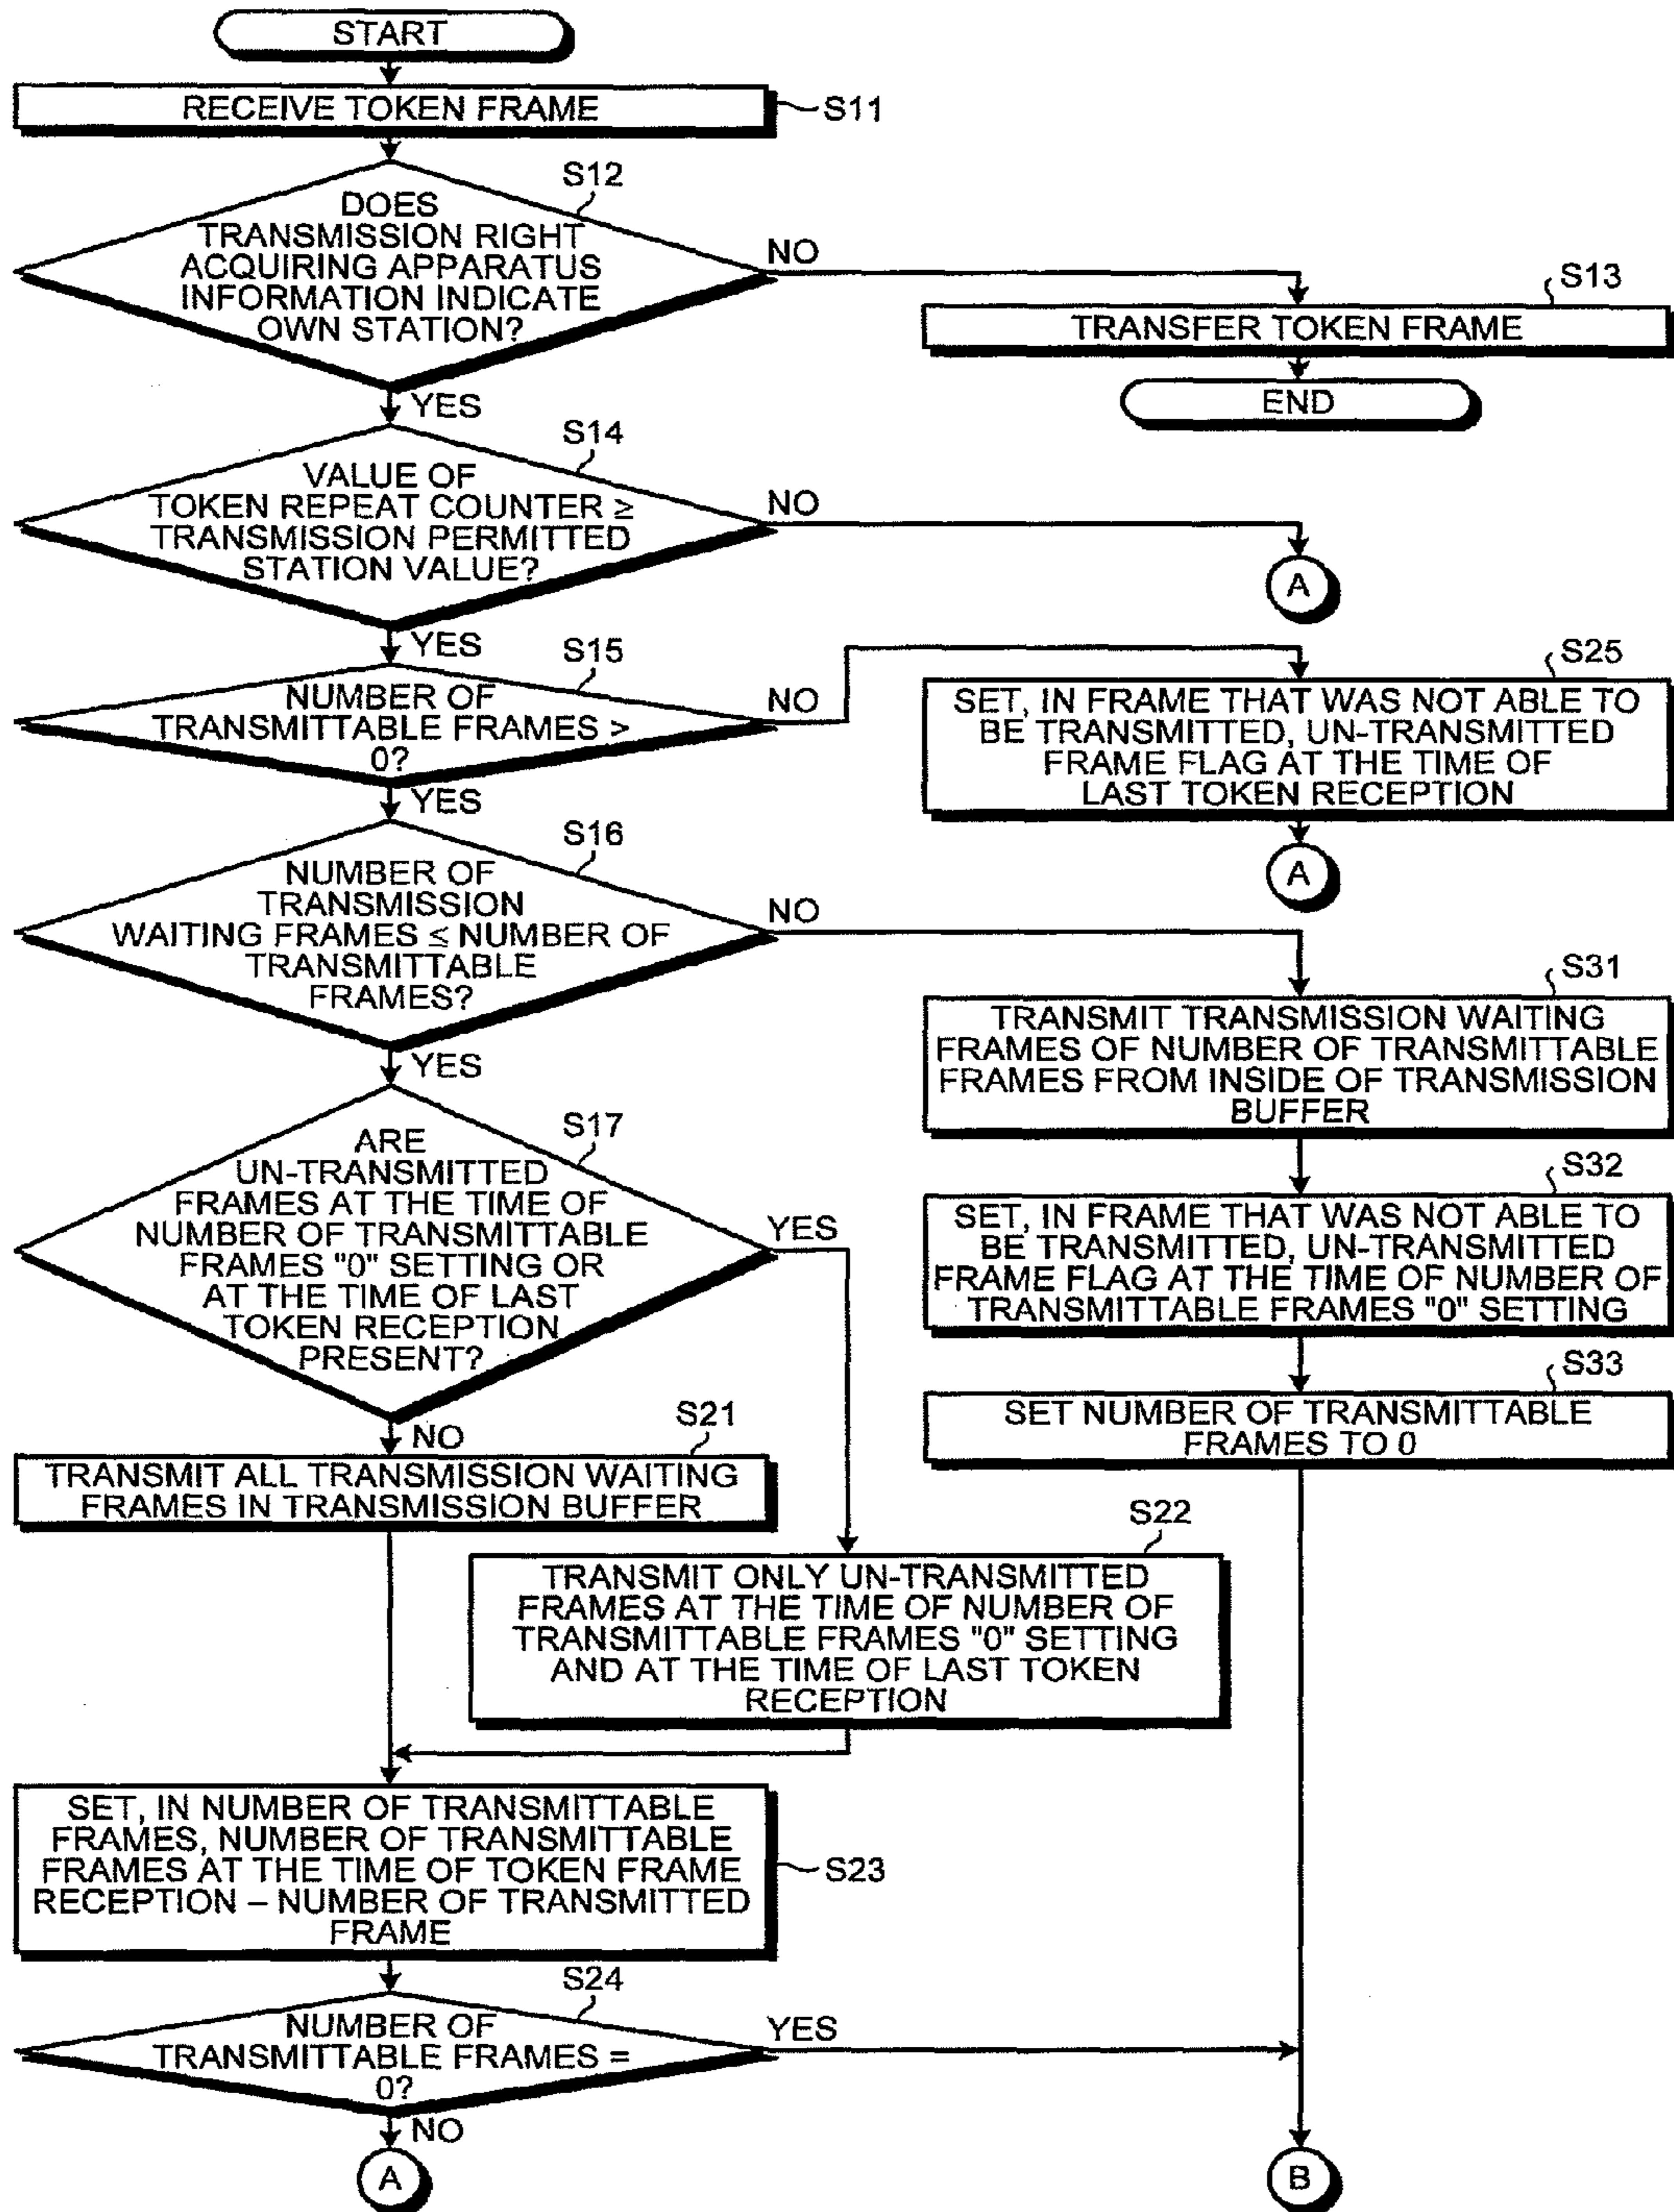 START
RECEIVE TOKEN FRAME
S11
S12
DOES
TRANSMISSION RIGHT
ACQUIRING APPARATUS
INFORMATION INDICATE
OWN STATION?
NO
S13
TRANSFER TOKEN FRAME
END
YES
S14
VALUE OF
TOKEN REPEAT COUNTER ≥
TRANSMISSION PERMITTED
STATION VALUE?
NO
A
YES
S15
NUMBER OF
TRANSMITTABLE FRAMES >
0?
NO
S25
SET, IN FRAME THAT WAS NOT ABLE TO
BE TRANSMITTED, UN-TRANSMITTED
FRAME FLAG AT THE TIME OF
LAST TOKEN RECEPTION
A
YES
S16
NUMBER OF
TRANSMISSION
WAITING FRAMES ≤ NUMBER OF
TRANSMITTABLE
FRAMES?
NO
S31
TRANSMIT TRANSMISSION WAITING
FRAMES OF NUMBER OF TRANSMITTABLE
FRAMES FROM INSIDE OF TRANSMISSION
BUFFER
S32
SET, IN FRAME THAT WAS NOT ABLE TO
BE TRANSMITTED, UN-TRANSMITTED
FRAME FLAG AT THE TIME OF NUMBER OF
TRANSMITTABLE FRAMES "0" SETTING
S33
SET NUMBER OF TRANSMITTABLE
FRAMES TO 0
YES
S17
ARE
UN-TRANSMITTED
FRAMES AT THE TIME OF
NUMBER OF TRANSMITTABLE
FRAMES "0" SETTING OR
AT THE TIME OF LAST
TOKEN RECEPTION
PRESENT?
YES
NO
S21
TRANSMIT ALL TRANSMISSION WAITING
FRAMES IN TRANSMISSION BUFFER
S22
TRANSMIT ONLY UN-TRANSMITTED
FRAMES AT THE TIME OF NUMBER OF
TRANSMITTABLE FRAMES "0" SETTING
AND AT THE TIME OF LAST TOKEN
RECEPTION
SET, IN NUMBER OF TRANSMITTABLE
FRAMES, NUMBER OF TRANSMITTABLE
FRAMES AT THE TIME OF TOKEN FRAME
RECEPTION – NUMBER OF TRANSMITTED
FRAME
S23
S24
NUMBER OF
TRANSMITTABLE FRAMES =
0?
YES
NO
A
B